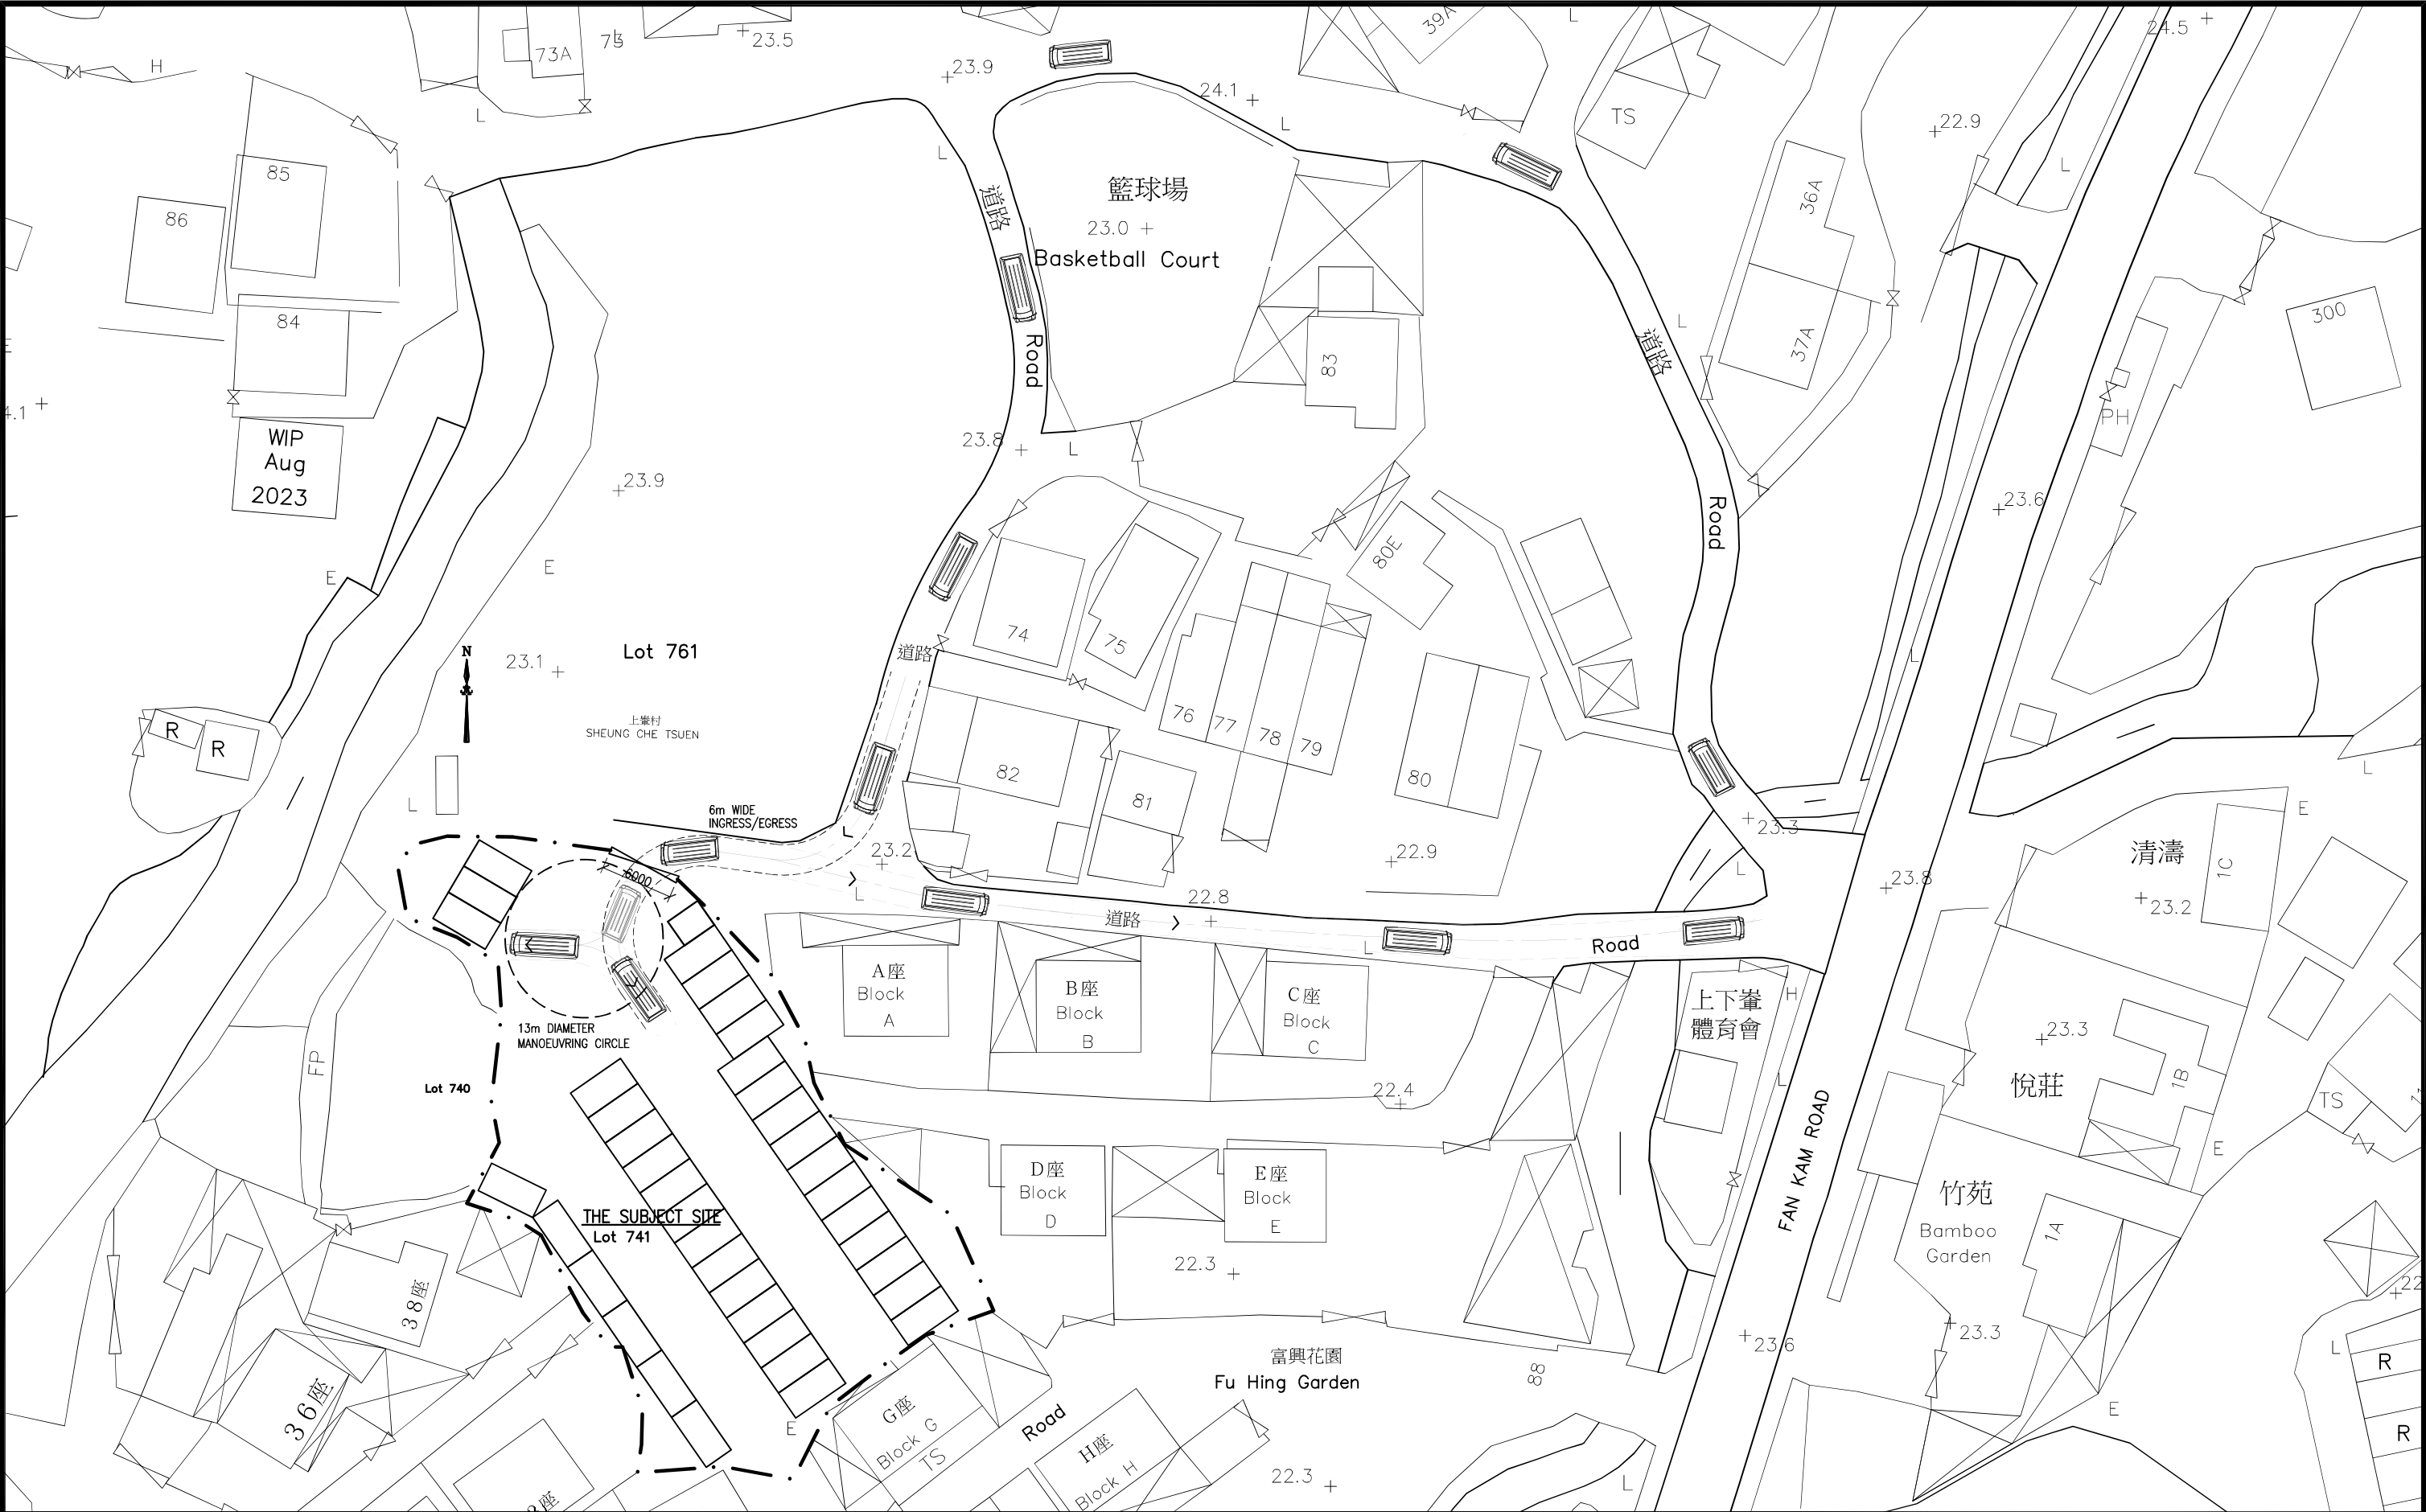 24.5
39A
L
73A
23.5
H
23.9
24.1
L
L
TS
22.9
L
L
85
86
籃球場
23.0
Basketball Court
道路
36A
84
L
300
83
37A
道路
Road
PH
WIP
Aug
2023
23.8
L
23.9
23.6
Road
E
E
80E
74
75
道路
N
Lot 761
23.1
L
上輋村
SHEUNG CHE TSUEN
76
77
78
79
R
R
82
80
81
L
L
6m WIDE
INGRESS/EGRESS
23.3
E
清濤
1C
23.2
22.9
L
6000
L
22.8
23.8
23.2
道路
L
Road
A座
Block
A
B座
Block
B
C座
Block
C
上下輋
體育會
H
13m DIAMETER
MANOEUVRING CIRCLE
23.3
悅莊
1B
FP
L
Lot 740
22.4
TS
FAN KAM ROAD
E
D座
Block
D
E座
Block
E
竹苑
Bamboo
Garden
1A
THE SUBJECT SITE
Lot 741
22.3
38座
23.6
23.3
L
R
富興花園
Fu Hing Garden
88
36座
G座
Block G
TS
Road
E
E
R
H座
Block H
22.3
L